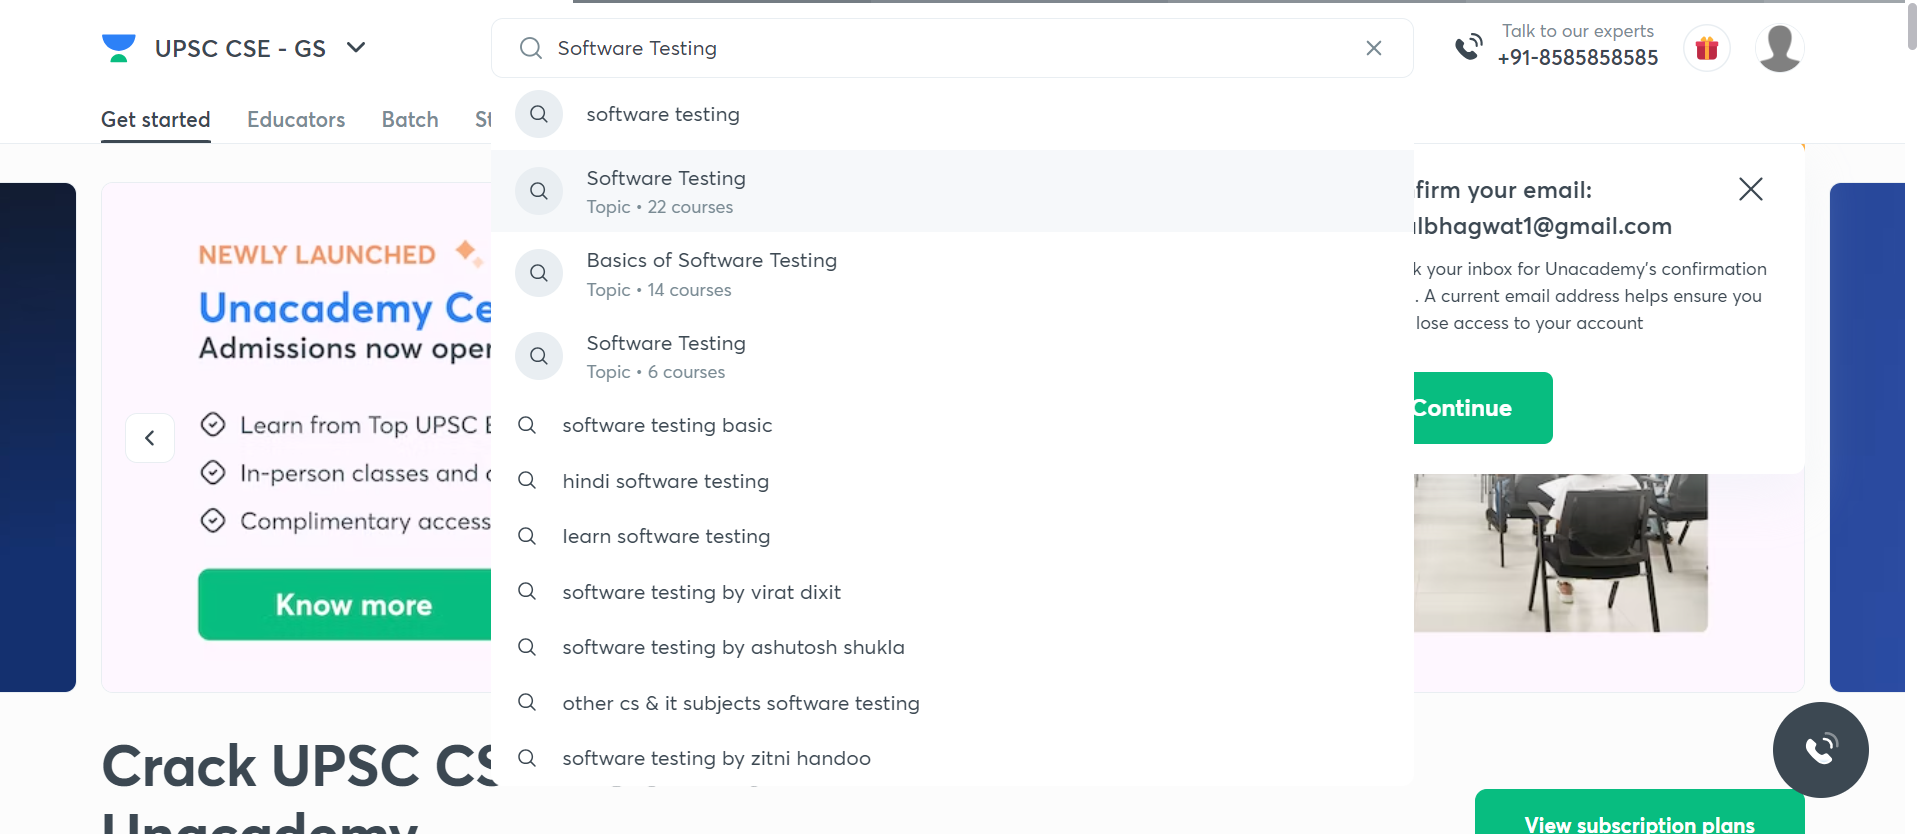 UPSC CSE - GS
Software Testing
Talk to our experts
+91-8585858585
Get started
Educators
Batch
software testing
Software Testing
Topic • 22 courses
Basics of Software Testing
Topic • 14 courses
Software Testing
Topic • 6 courses
software testing basic
hindi software testing
learn software testing
software testing by virat dixit
software testing by ashutosh shukla
other cs & it subjects software testing
software testing by zitni handoo
NEWLY LAUNCHED
Unacademy Ce
Admissions now open
Learn from Top UPSC E
In-person classes and
Complimentary access
Know more
firm your email:
lbhagwat1@gmail.com
k your inbox for Unacademy's confirmation
. A current email address helps ensure you
lose access to your account
Continue
Crack UPSC CS
Unacademy
View subscription plans